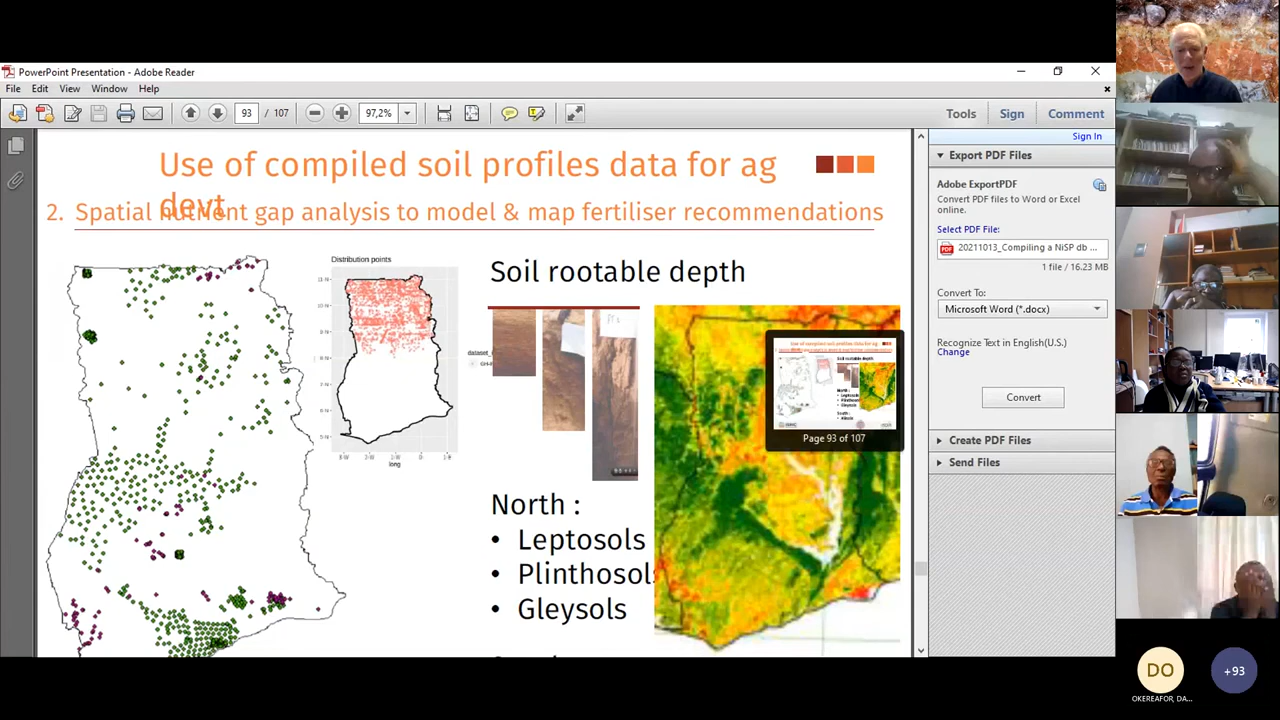 PowerPoint Presentation - Adobe Reader
File Edit View Window Help
93 / 107
97,2%
Tools Sign Comment
Sign In
Export PDF Files
Adobe ExportPDF
Convert PDF files to Word or Excel
online.
Select PDF File:
20211013_Compiling a NiSP db ...
1 file / 16.23 MB
Convert To:
Microsoft Word (*.docx)
Recognize Text in English(U.S.)
Change
Convert
Create PDF Files
Send Files
Use of compiled soil profiles data for ag
devt
2. Spatial nutrient gap analysis to model & map fertiliser recommendations
Distribution points
long
Soil rootable depth
North :
• Leptosols
• Plinthosols
• Gleysols
Page 93 of 107
DO
OKEREAFOR, DA...
+93